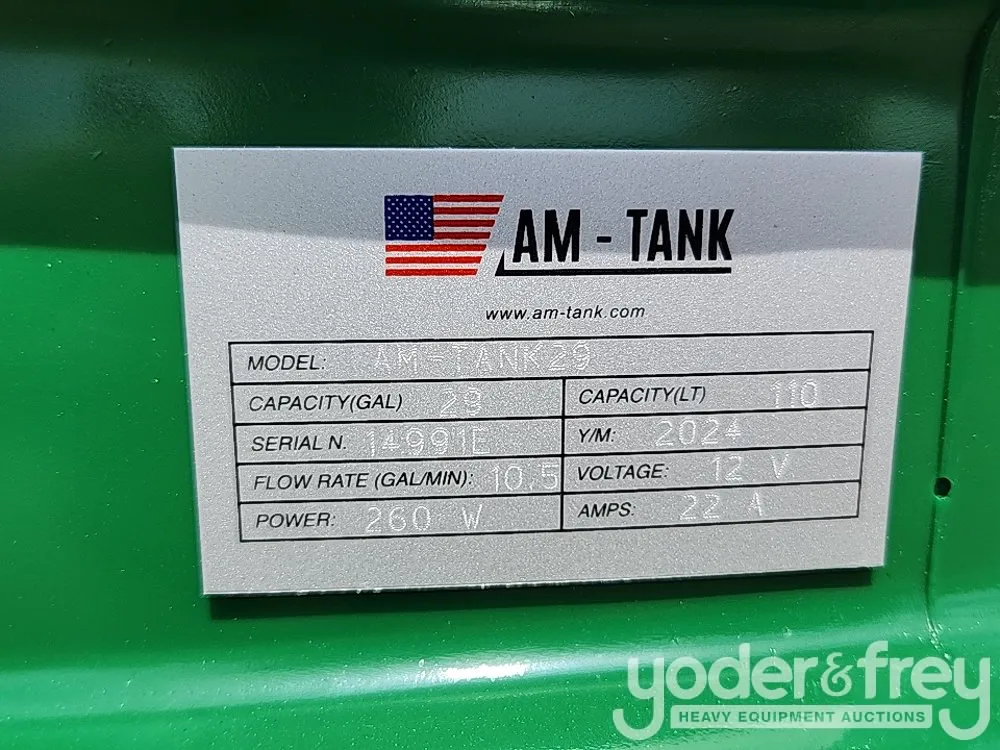 AM - TANK
www.am-tank.com
MODEL: AM-TANK29
CAPACITY(GAL) 29 CAPACITY(LT) 110
SERIAL N. 14991E Y/M: 2024
FLOW RATE (GAL/MIN): 10,5 VOLTAGE: 12 V
POWER: 260 W AMPS: 22 A
yoder&frey
HEAVY EQUIPMENT AUCTIONS